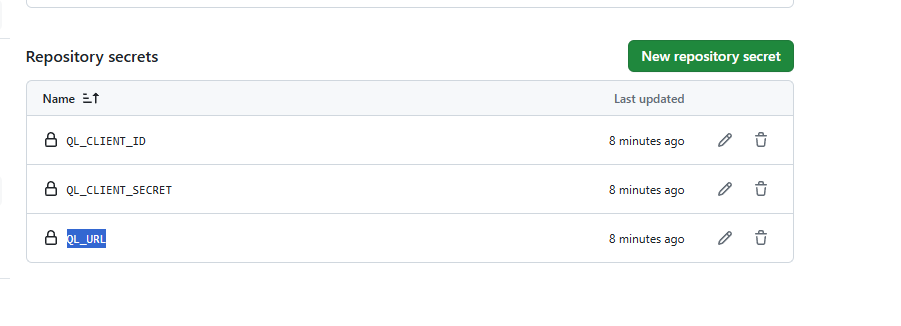 Repository secrets
New repository secret
Name
Last updated
QL_CLIENT_ID
8 minutes ago
QL_CLIENT_SECRET
8 minutes ago
QL_URL
8 minutes ago